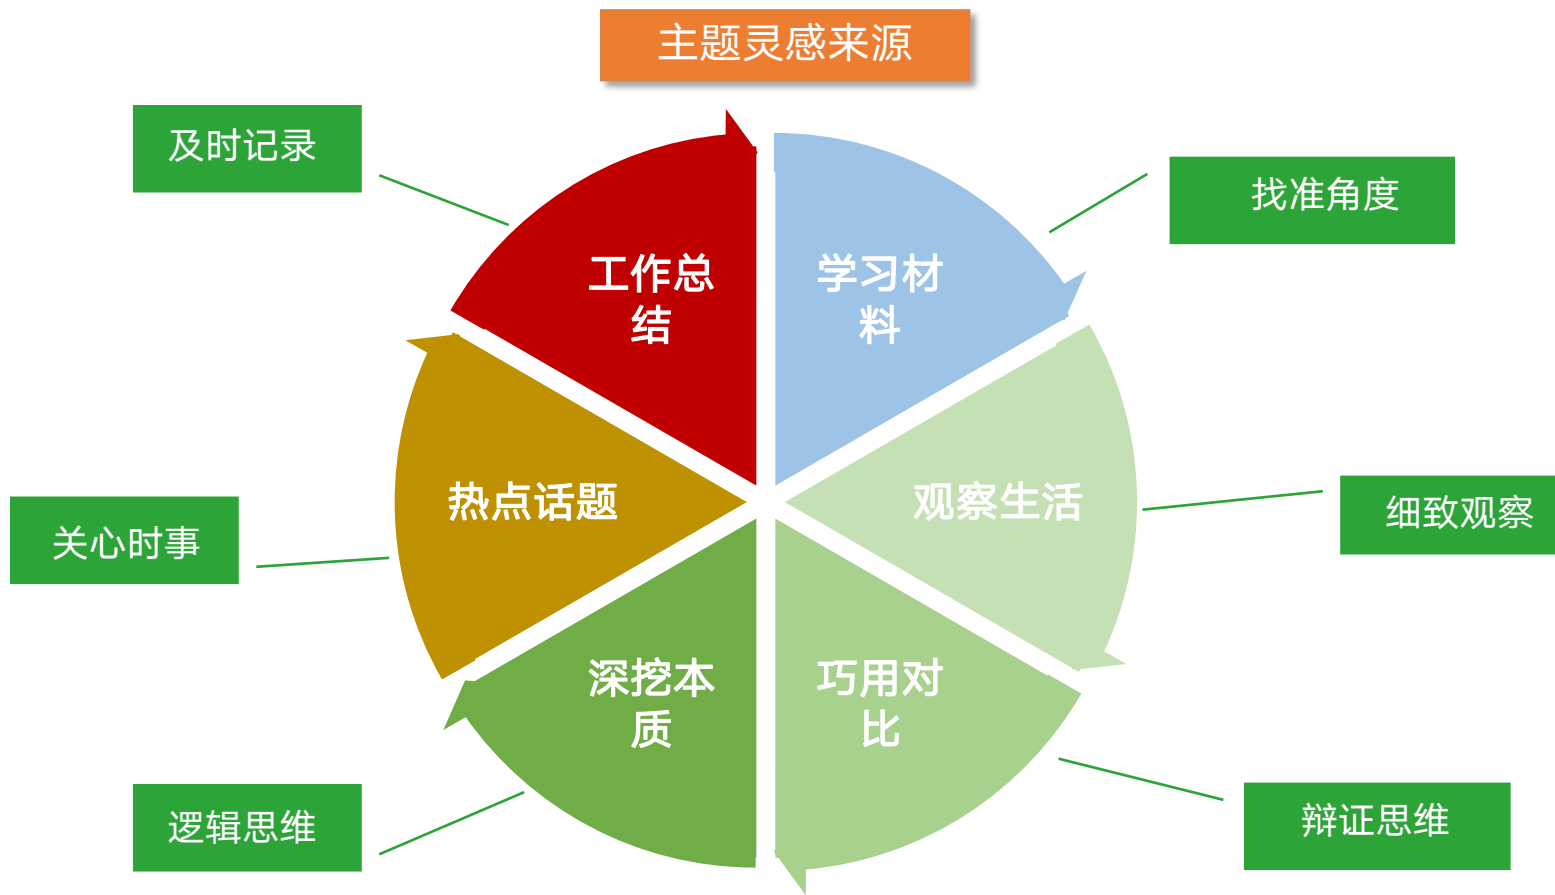 主题灵感来源
及时记录
找准角度
工作总
结
学习材
料
热点话题
观察生活
关心时事
细致观察
深挖本
质
巧用对
比
逻辑思维
辩证思维